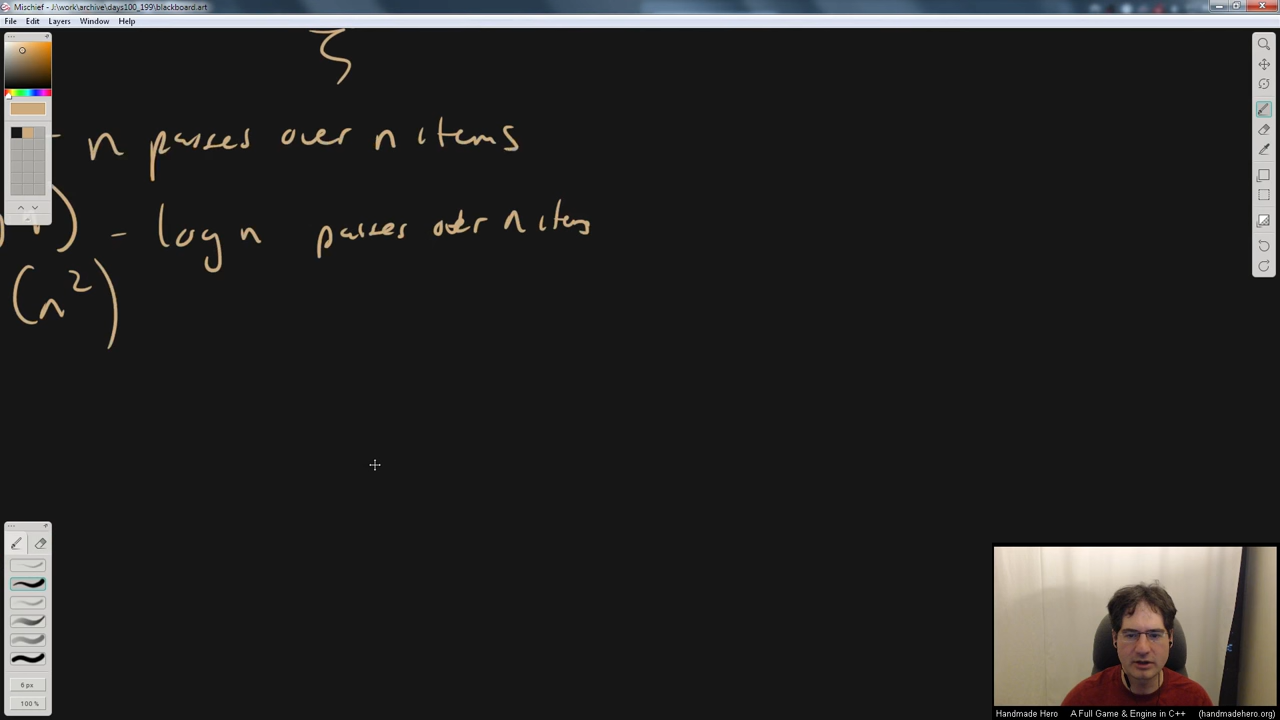 Mischief - J:\work\archive\days100_199\blackboard.art
File Edit Layers Window Help
- n passes over n items
- log n passes over n items
(n²)
6 px
100 %
Handmade Hero A Full Game & Engine in C++ (handmadehero.org)